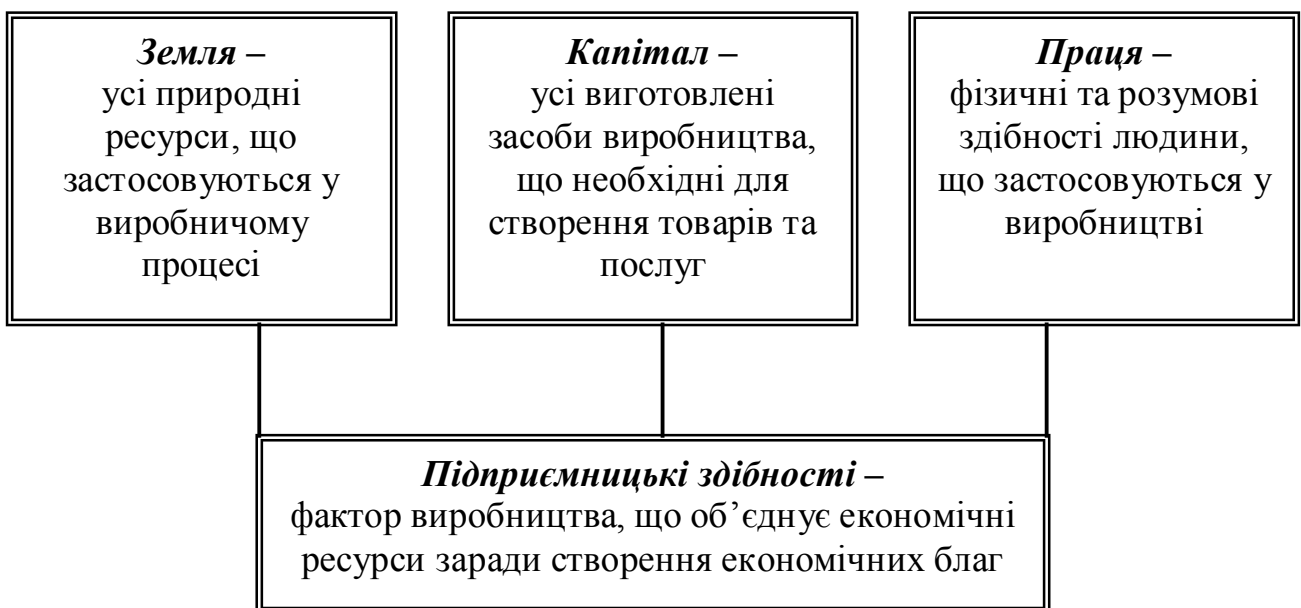 Земля –
усі природні
ресурси, що
застосовуються у
виробничому
процесі
Капітал –
усі виготовлені
засоби виробництва,
що необхідні для
створення товарів та
послуг
Праця –
фізичні та розумові
здібності людини,
що застосовуються у
виробництві
Підприємницькі здібності –
фактор виробництва, що об’єднує економічні
ресурси заради створення економічних благ